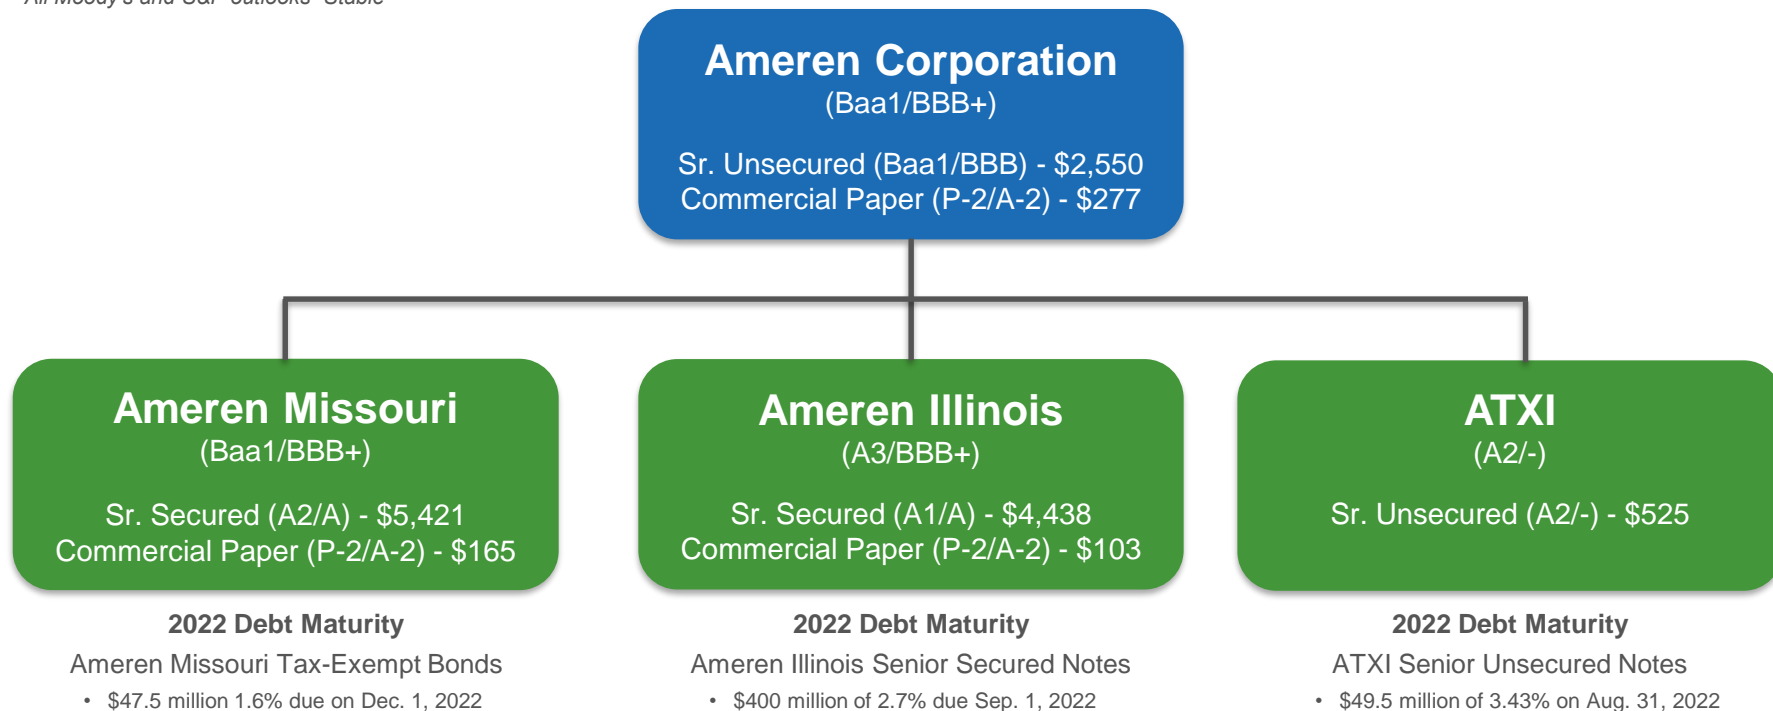 All Moody's and S&P outlooks "Stable"
Ameren Corporation
(Baa1/BBB+)
Sr. Unsecured (Baa1/BBB) - $2,550
Commercial Paper (P-2/A-2) - $277
Ameren Missouri
(Baa1/BBB+)
Sr. Secured (A2/A) - $5,421
Commercial Paper (P-2/A-2) - $165
Ameren Illinois
(A3/BBB+)
Sr. Secured (A1/A) - $4,438
Commercial Paper (P-2/A-2) - $103
ATXI
(A2/-)
Sr. Unsecured (A2/-) - $525
2022 Debt Maturity
Ameren Missouri Tax-Exempt Bonds
• $47.5 million 1.6% due on Dec. 1, 2022
2022 Debt Maturity
Ameren Illinois Senior Secured Notes
• $400 million of 2.7% due Sep. 1, 2022
2022 Debt Maturity
ATXI Senior Unsecured Notes
• $49.5 million of 3.43% on Aug. 31, 2022